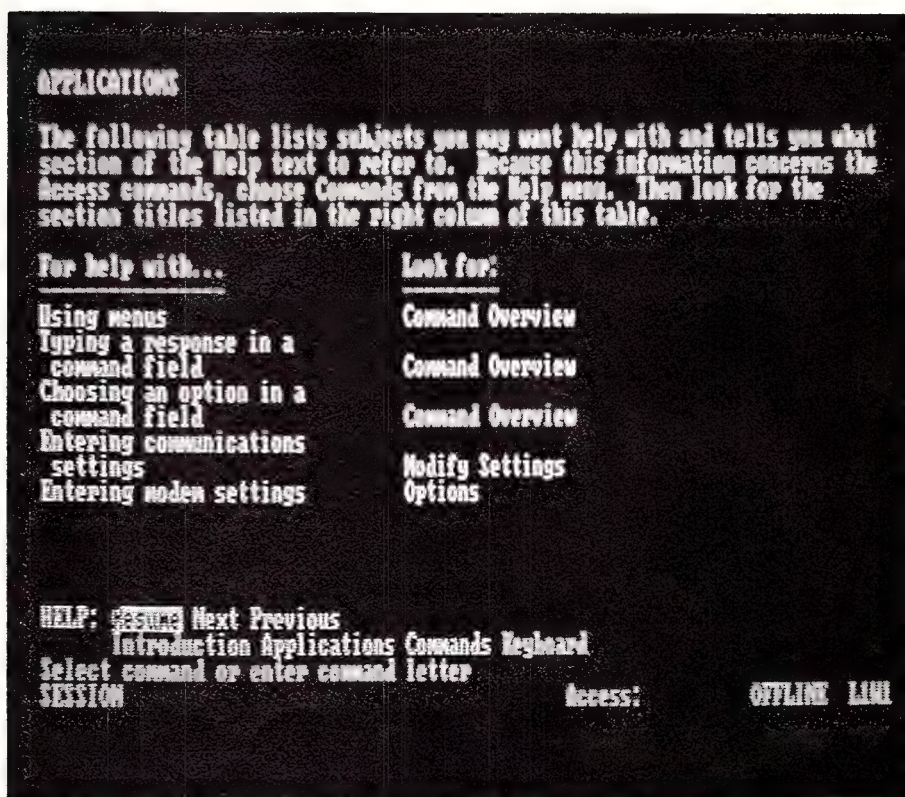 APPLICATIONS
The following table lists subjects you may want help with and tells you what
section of the Help text to refer to. Because this information concerns the
Access commands, choose Commands from the Help menu. Then look for the
section titles listed in the right column of this table.
For help with... Look for:
Using menus Command Overview
Typing a response in a
command field Command Overview
Choosing an option in a
command field Command Overview
Entering communications
settings Modify Settings
Entering modem settings Options
HELP: Resume Next Previous
Introduction Applications Commands Keyboard
Select command or enter command letter
SESSION Access: OFFLINE